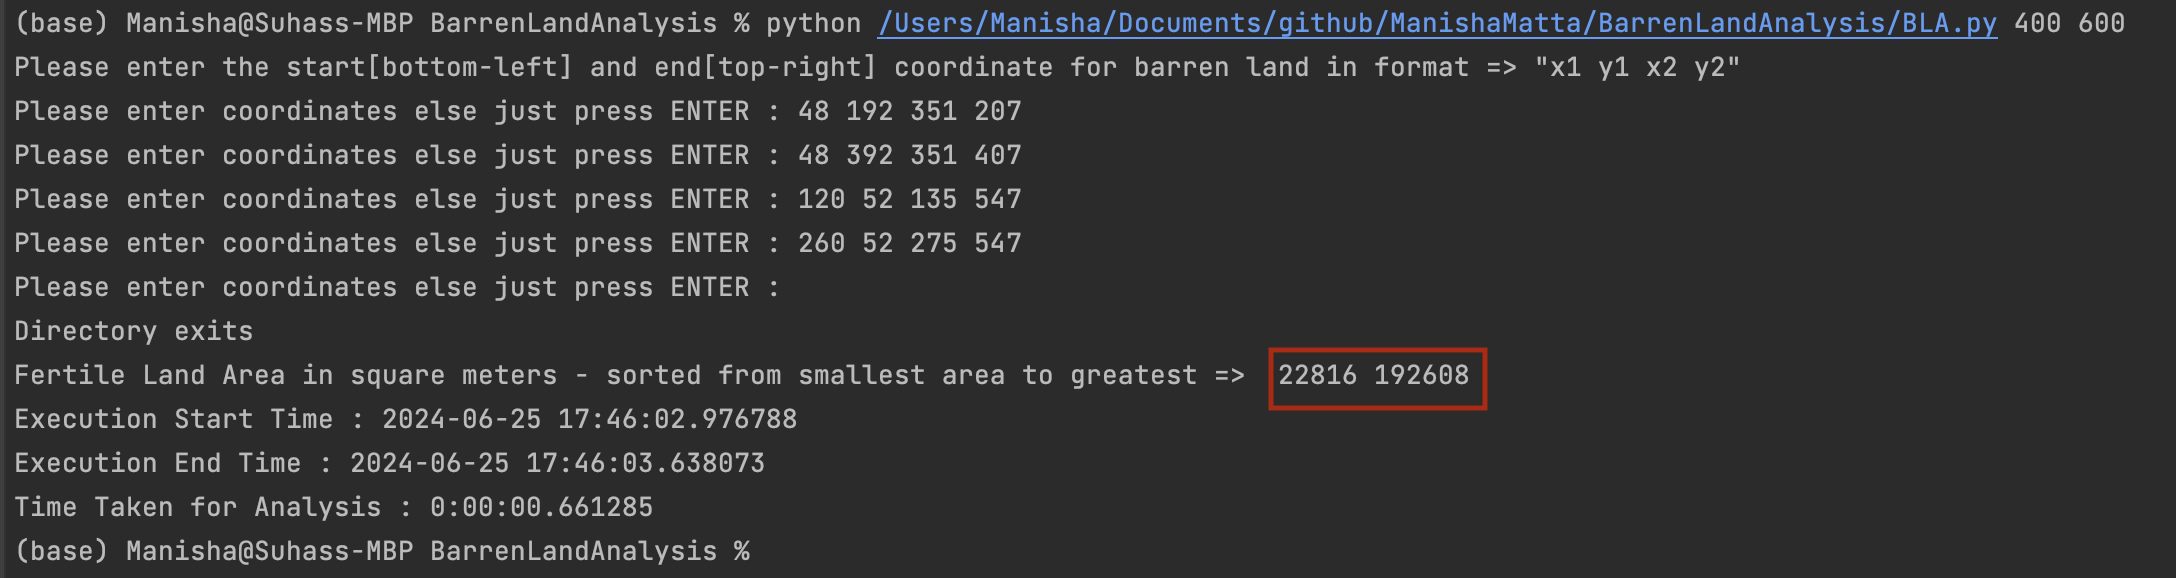 (base) Manisha@Suhass-MBP BarrenLandAnalysis % python /Users/Manisha/Documents/github/ManishaMatta/BarrenLandAnalysis/BLA.py 400 600
Please enter the start[bottom-left] and end[top-right] coordinate for barren land in format => "x1 y1 x2 y2"
Please enter coordinates else just press ENTER : 48 192 351 207
Please enter coordinates else just press ENTER : 48 392 351 407
Please enter coordinates else just press ENTER : 120 52 135 547
Please enter coordinates else just press ENTER : 260 52 275 547
Please enter coordinates else just press ENTER :
Directory exits
Fertile Land Area in square meters - sorted from smallest area to greatest => 22816 192608
Execution Start Time : 2024-06-25 17:46:02.976788
Execution End Time : 2024-06-25 17:46:03.638073
Time Taken for Analysis : 0:00:00.661285
(base) Manisha@Suhass-MBP BarrenLandAnalysis %